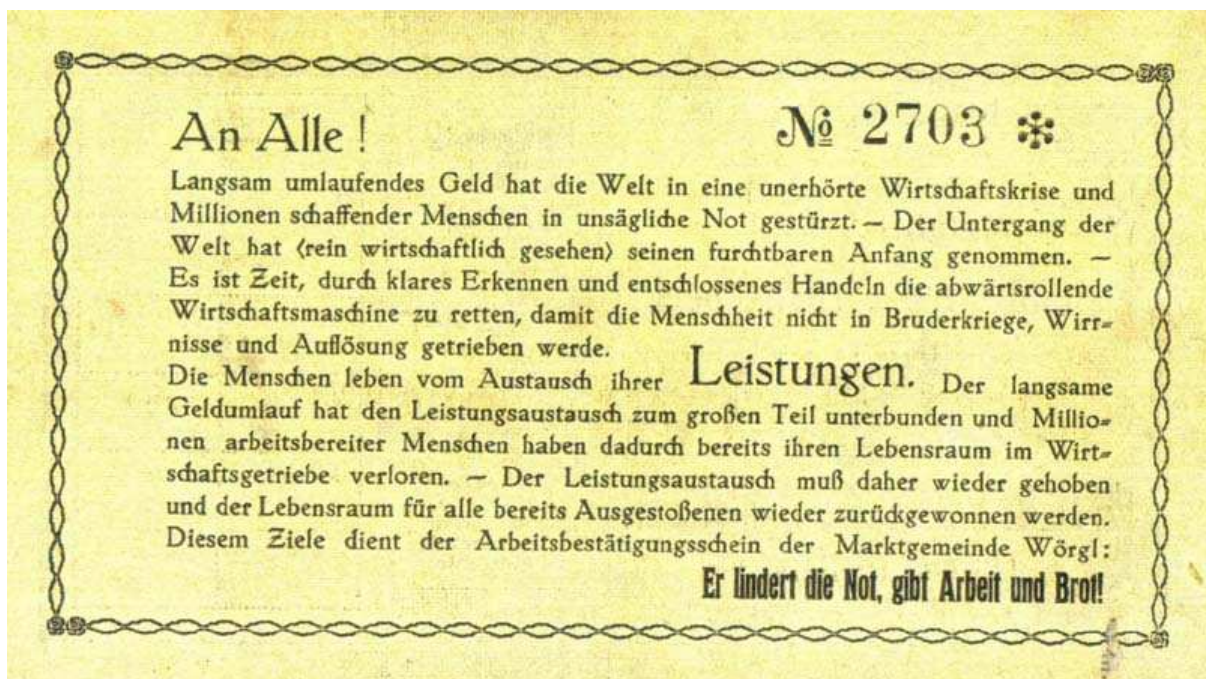 An Alle !
№ 2703 *
Langsam umlaufendes Geld hat die Welt in eine unerhörte Wirtschaftskrise und
Millionen schaffender Menschen in unsägliche Not gestürzt. — Der Untergang der
Welt hat (rein wirtschaftlich gesehen) seinen furchtbaren Anfang genommen. —
Es ist Zeit, durch klares Erkennen und entschlossenes Handeln die abwärtsrollende
Wirtschaftsmaschine zu retten, damit die Menschheit nicht in Bruderkriege, Wirr-
nisse und Auflösung getrieben werde.
Die Menschen leben vom Austausch ihrer Leistungen. Der langsame
Geldumlauf hat den Leistungsaustausch zum großen Teil unterbunden und Millio-
nen arbeitsbereiter Menschen haben dadurch bereits ihren Lebensraum im Wirt-
schaftsgetriebe verloren. — Der Leistungsaustausch muß daher wieder gehoben
und der Lebensraum für alle bereits Ausgestoßenen wieder zurückgewonnen werden.
Diesem Ziele dient der Arbeitsbestätigungsschein der Marktgemeinde Wörgl:
Er lindert die Not, gibt Arbeit und Brot!